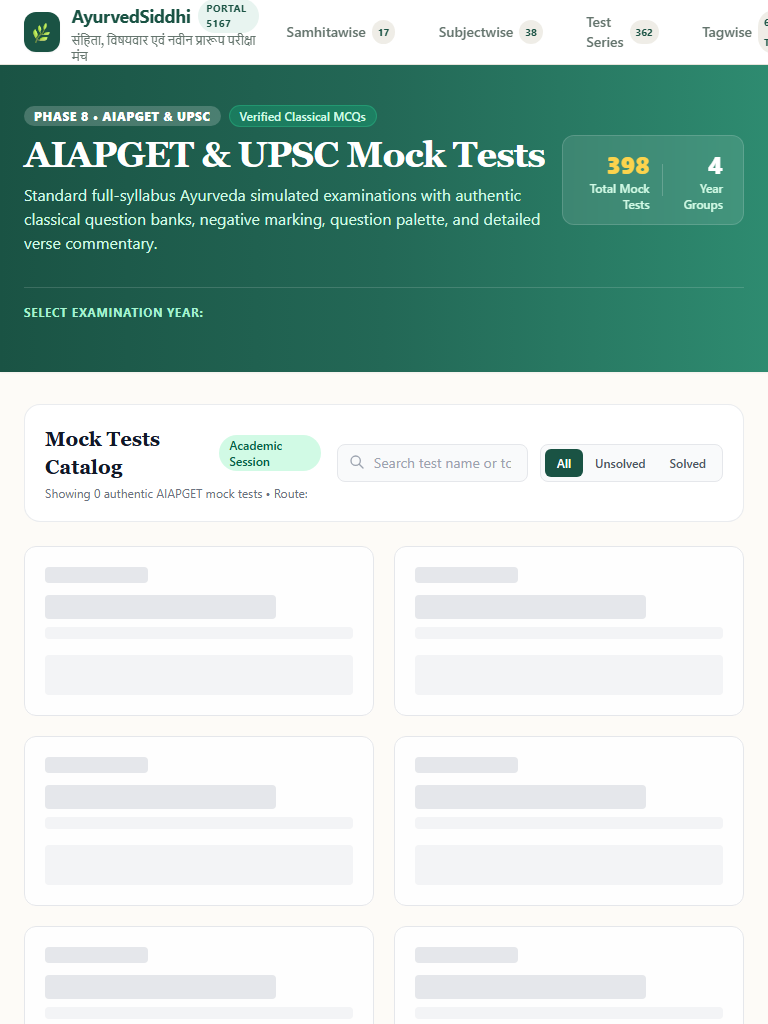 AyurvedSiddhi
PORTAL
5167
संहिता, विषयवार एवं नवीन प्रारूप परीक्षा
मंच
Samhitawise 17
Subjectwise 38
Test
Series 362
Tagwise
PHASE 8 • AIAPGET & UPSC
Verified Classical MCQs
AIAPGET & UPSC Mock Tests
Standard full-syllabus Ayurveda simulated examinations with authentic
classical question banks, negative marking, question palette, and detailed
verse commentary.
398
Total Mock
Tests
4
Year
Groups
SELECT EXAMINATION YEAR:
Mock Tests
Catalog
Academic
Session
Showing 0 authentic AIAPGET mock tests • Route:
Search test name or tc
All
Unsolved
Solved